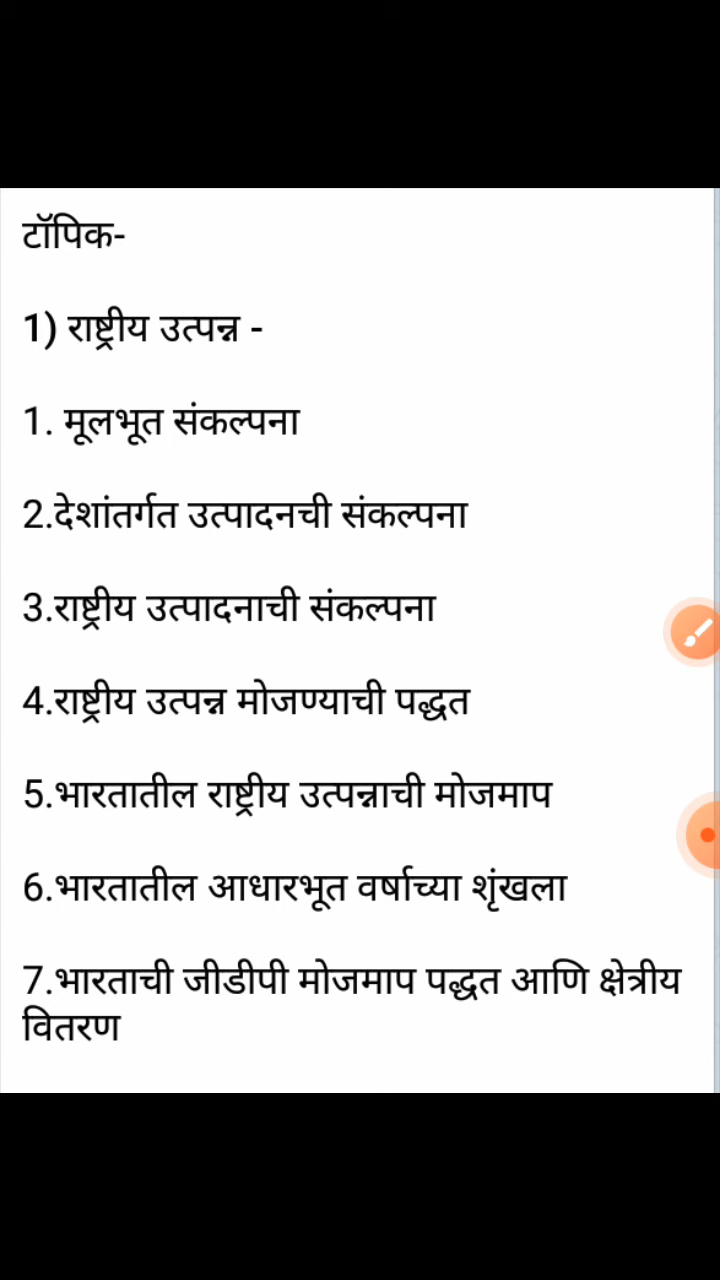 टॉपिक-
1) राष्ट्रीय उत्पन्न -
1. मूलभूत संकल्पना
2.देशांतर्गत उत्पादनची संकल्पना
3.राष्ट्रीय उत्पादनाची संकल्पना
4.राष्ट्रीय उत्पन्न मोजण्याची पद्धत
5.भारतातील राष्ट्रीय उत्पन्नाची मोजमाप
6.भारतातील आधारभूत वर्षाच्या शृंखला
7.भारताची जीडीपी मोजमाप पद्धत आणि क्षेत्रीय
वितरण